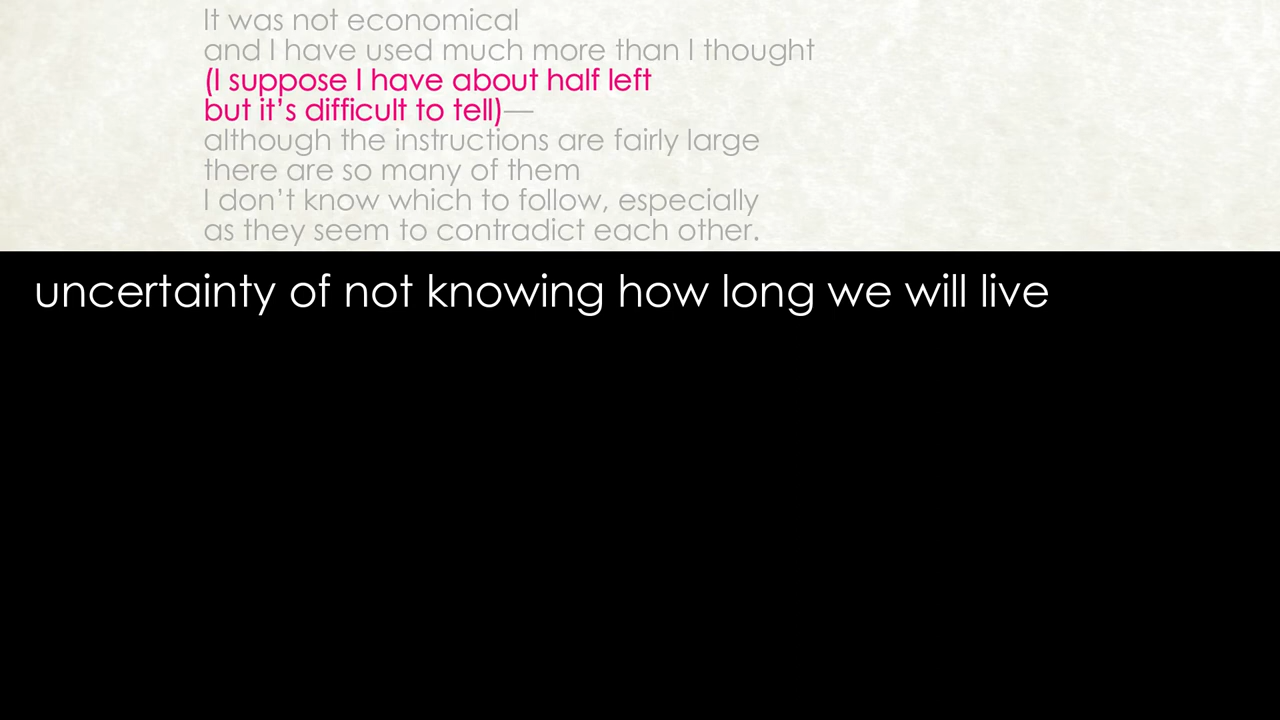 It was not economical
and I have used much more than I thought
(I suppose I have about half left
but it’s difficult to tell)—
although the instructions are fairly large
there are so many of them
I don’t know which to follow, especially
as they seem to contradict each other.
uncertainty of not knowing how long we will live